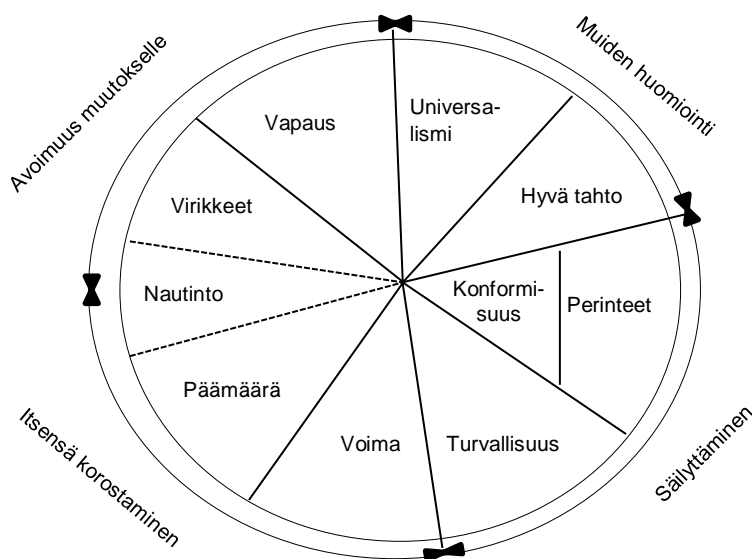 Avoimuus muutokselle
Muiden huomiointi
Vapaus
Universa-
lismi
Virikkeet
Hyvä tahto
Nautinto
Konformi-
suus
Perinteet
Päämäärä
Voima
Turvallisuus
Itsensä korostaminen
Säilyttäminen